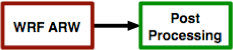 WRF ARW
Post
Processing